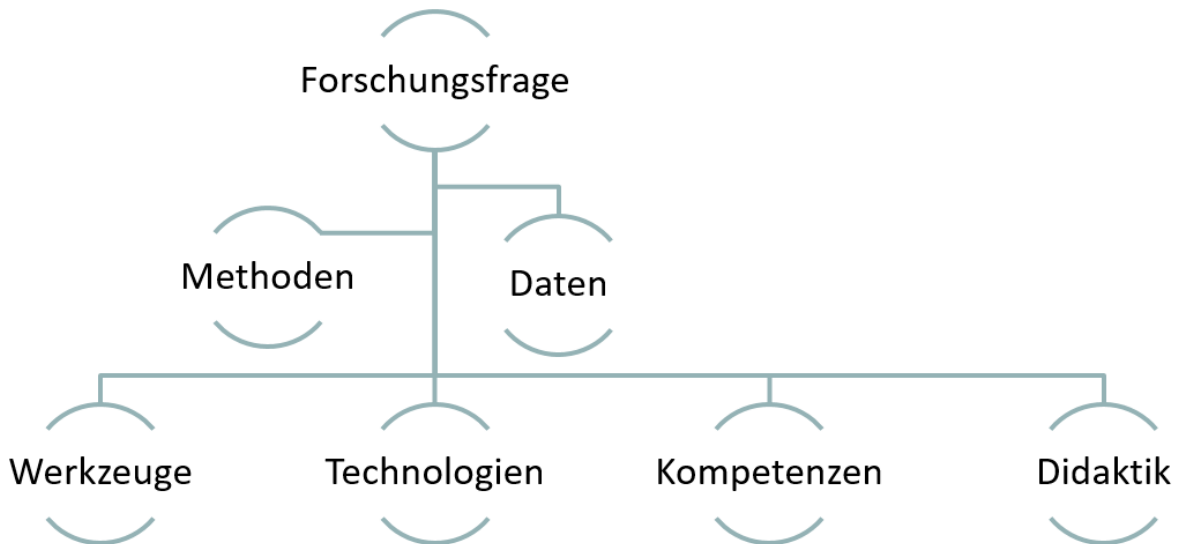 Forschungsfrage
Methoden
Daten
Werkzeuge
Technologien
Kompetenzen
Didaktik